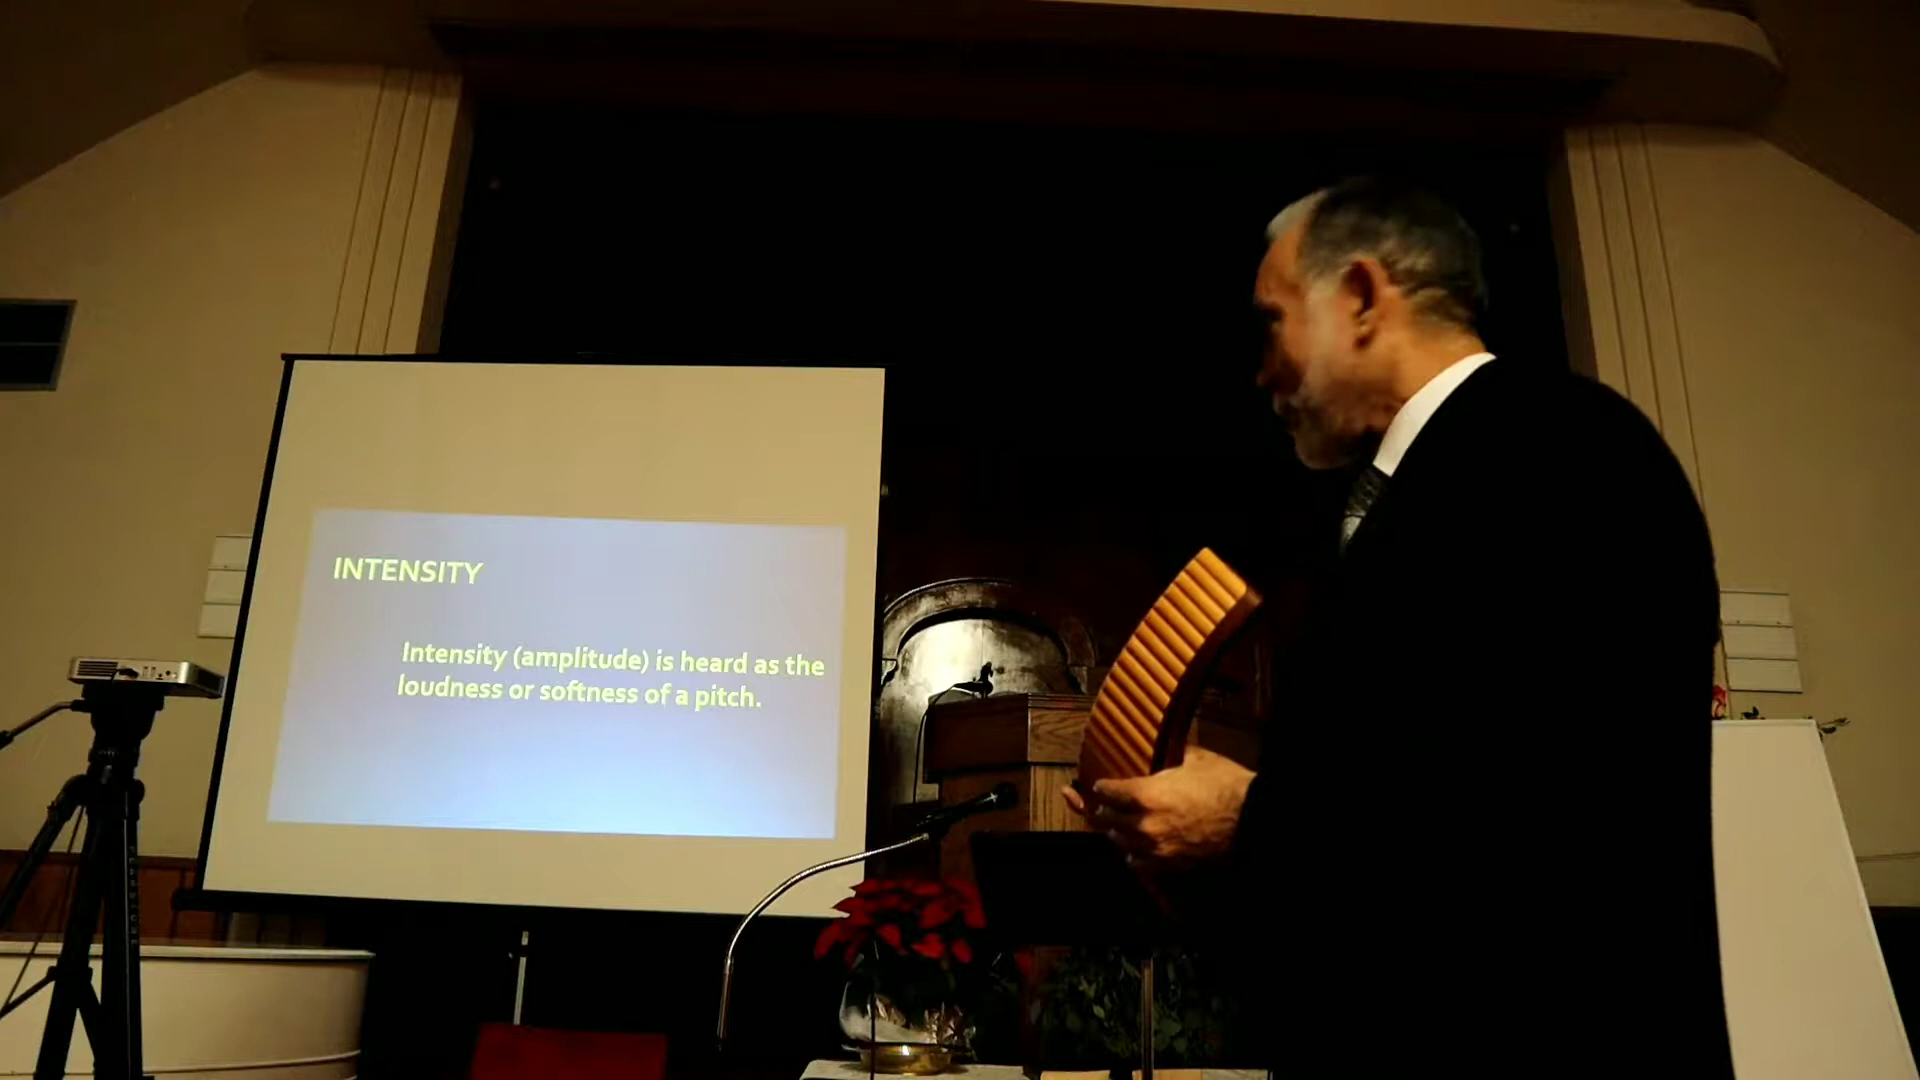 INTENSITY
Intensity (amplitude) is heard as the
loudness or softness of a pitch.